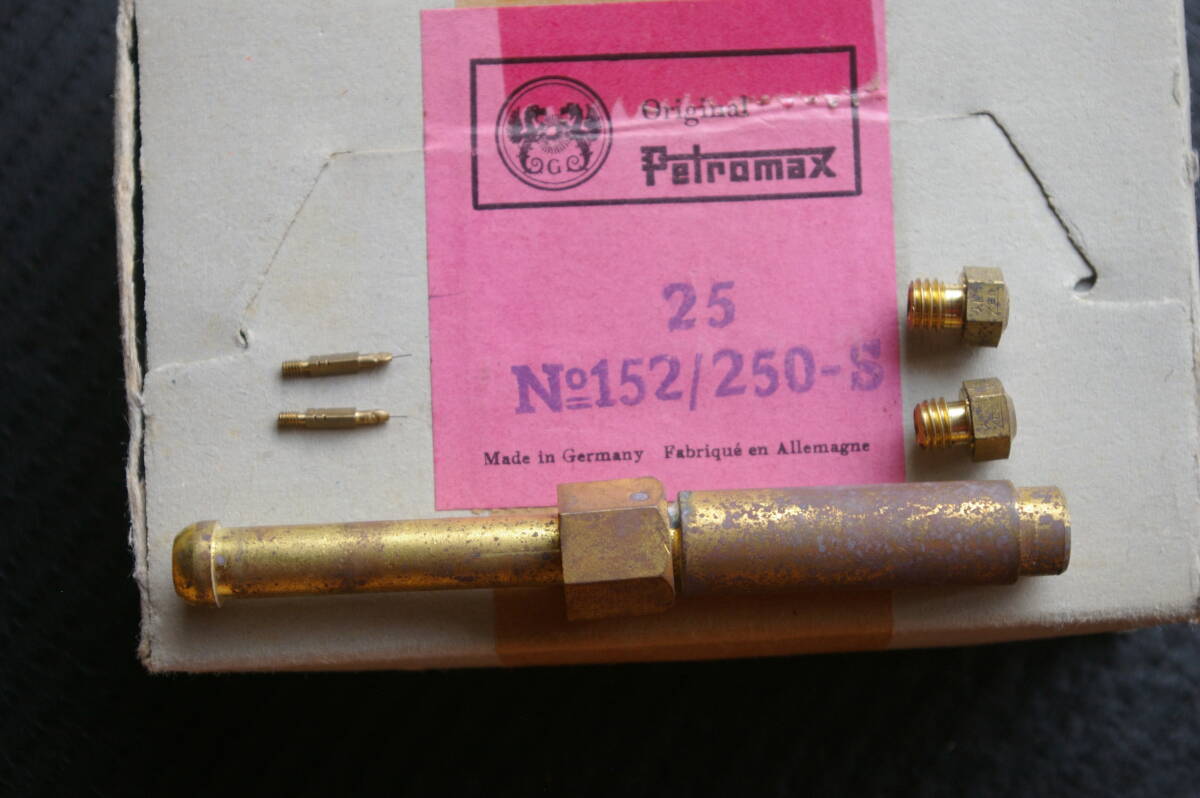 G
Original
Petromax
25
№152/250-S
Made in Germany Fabriqué en Allemagne